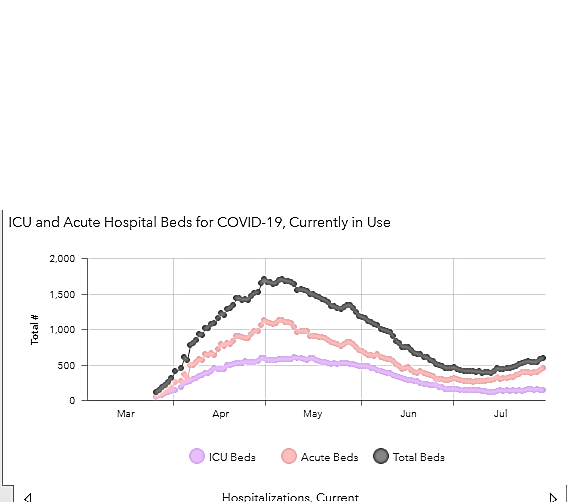 ICU and Acute Hospital Beds for COVID-19, Currently in Use
2,000
1,500
1,000
500
0
Total #
Mar Apr May Jun Jul
ICU Beds Acute Beds Total Beds
Hospitalizations, Current